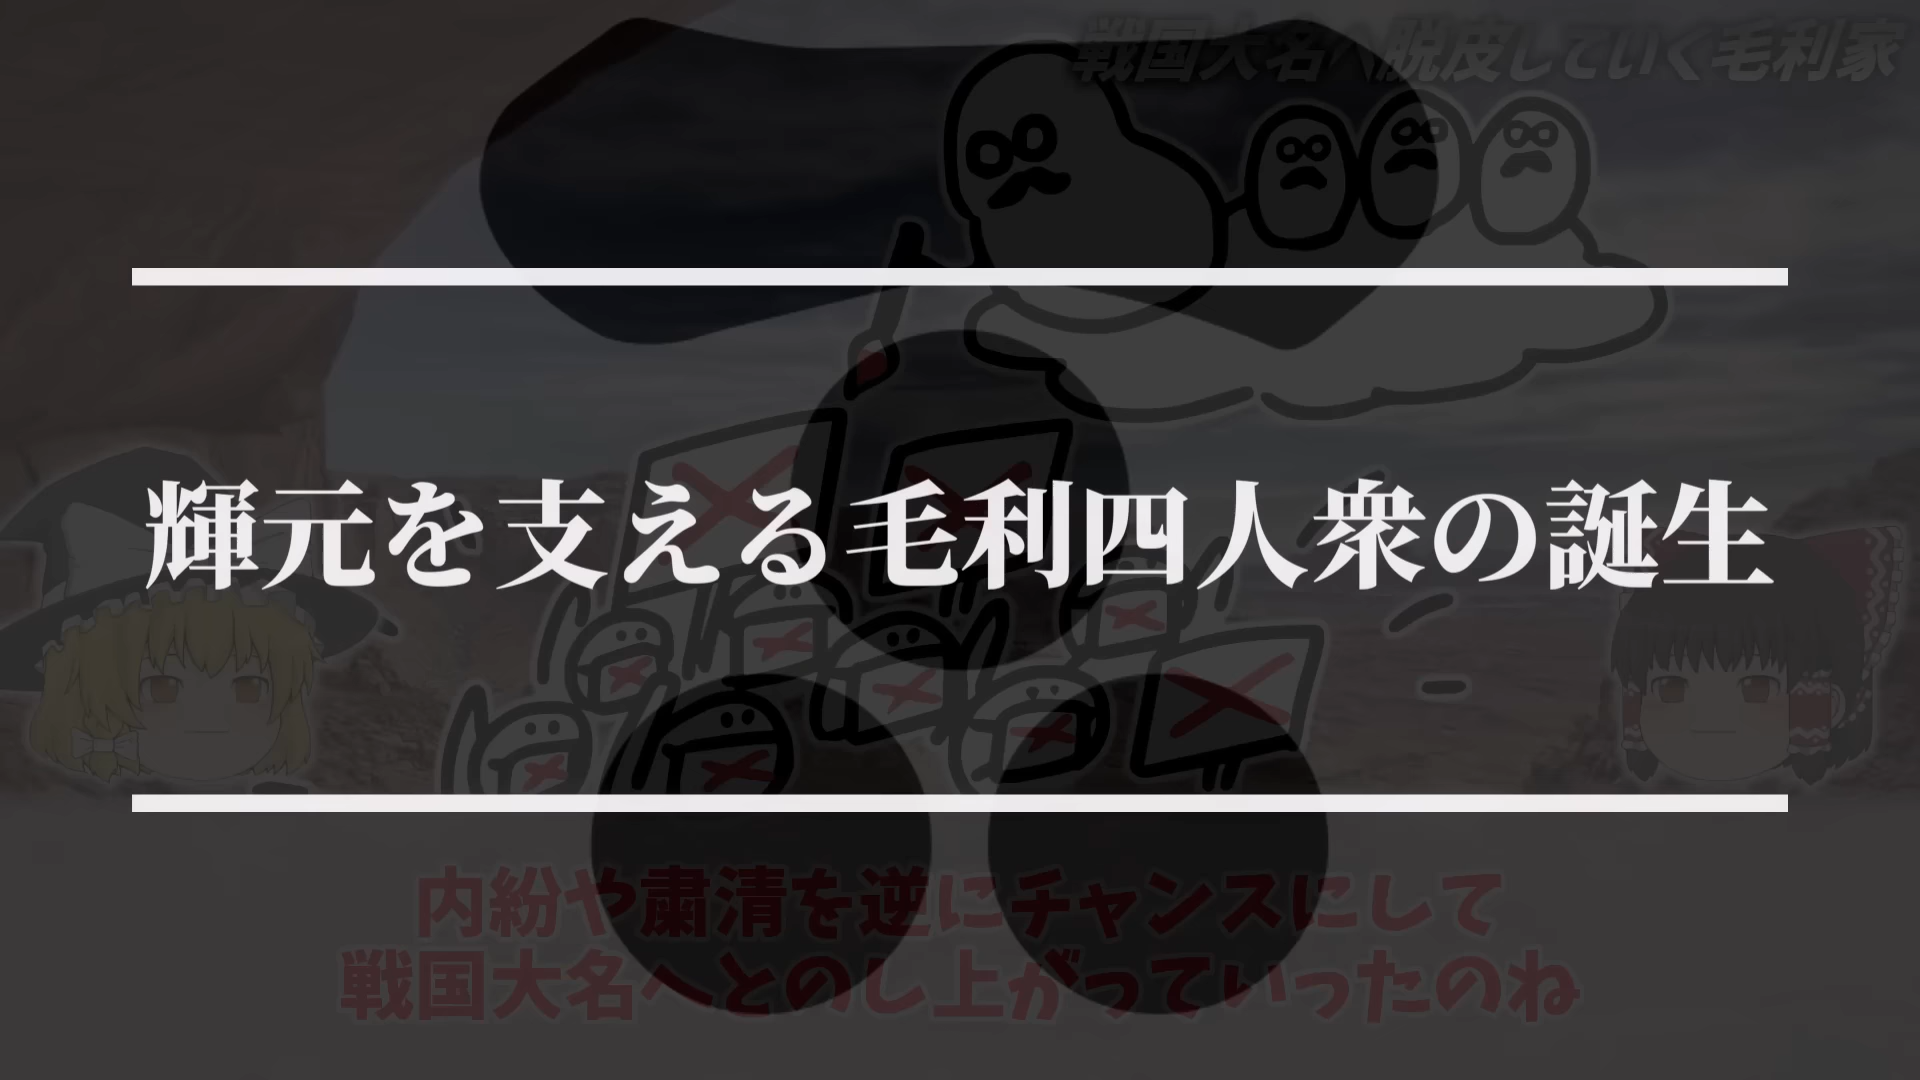 戦国大名へ脱皮していく毛利家
輝元を支える毛利四人衆の誕生
内紛や粛清を逆にチャンスにして
戦国大名へとのし上がっていったのね